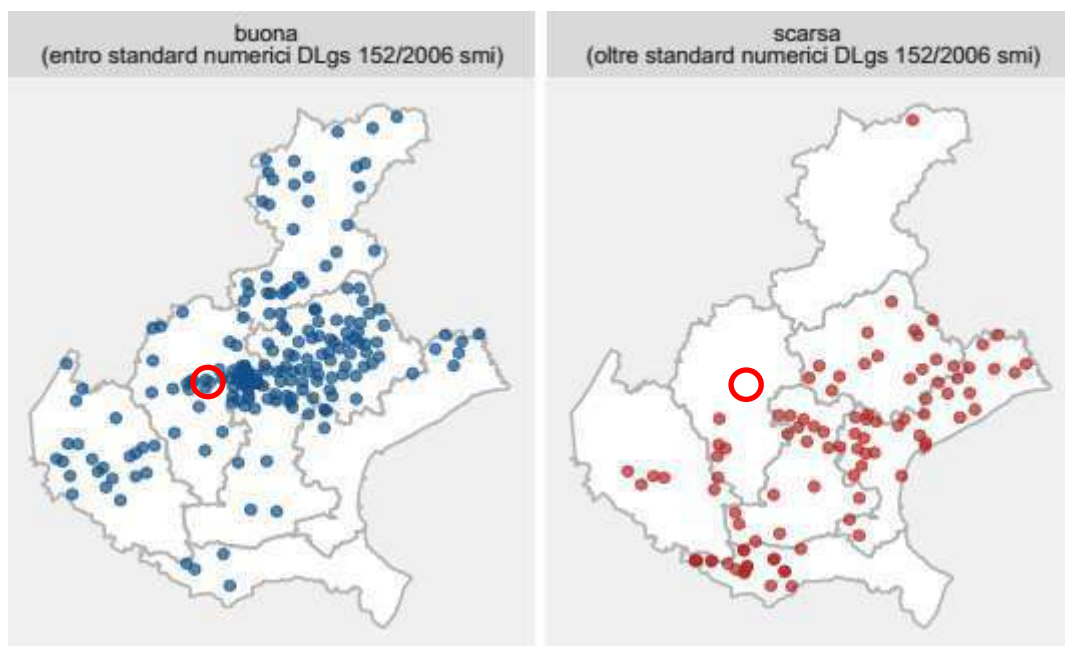 buona
(entro standard numerici DLgs 152/2006 smi)
scarsa
(oltre standard numerici DLgs 152/2006 smi)